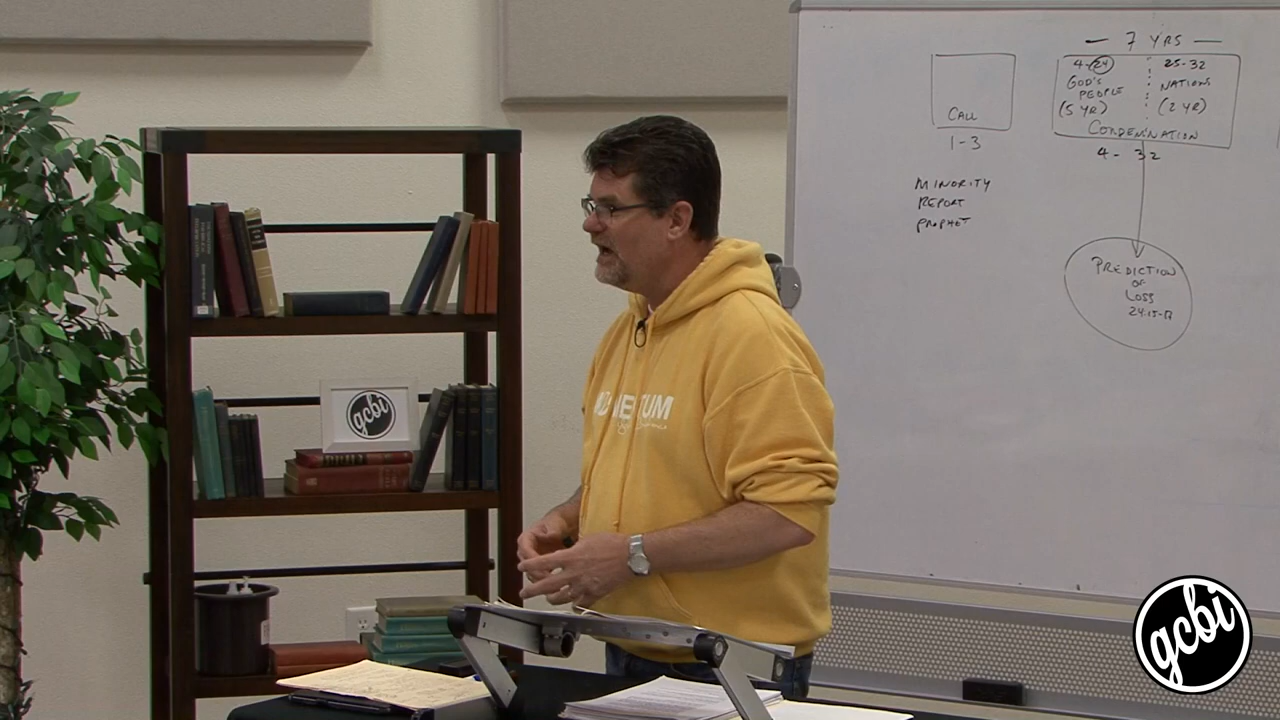 7 YRS
4-24
25-32
GOD'S
PEOPLE
(5 YR)
NATIONS
(2 YR)
CONDEMNATION
4 - 32
CALL
1-3
MINORITY
REPORT
PROPHET
PREDICTION
OF
LOSS
24:15-17
gcbi
gcbi